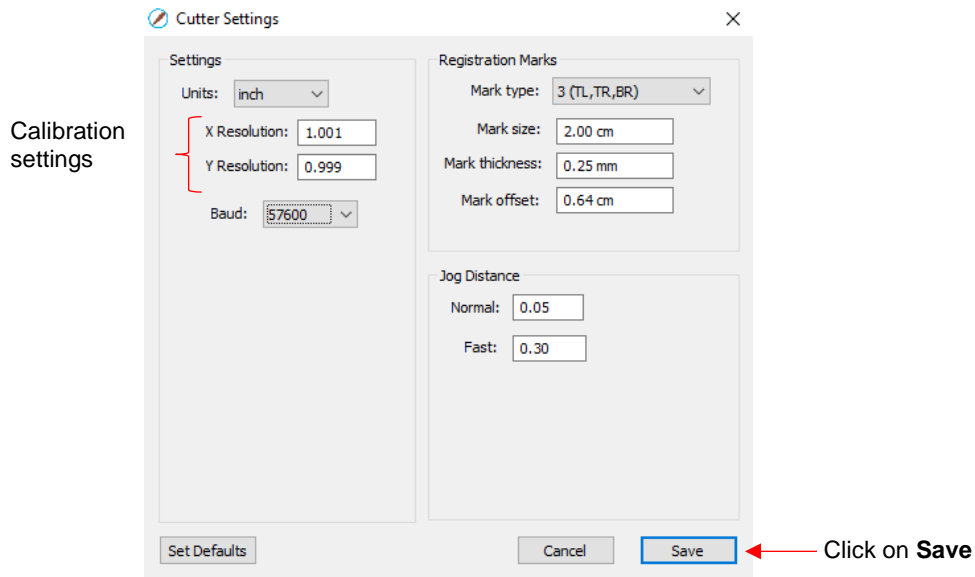 Cutter Settings
Calibration
settings
Settings
Units: inch
X Resolution: 1.001
Y Resolution: 0.999
Baud: 57600
Registration Marks
Mark type: 3 (TL,TR,BR)
Mark size: 2.00 cm
Mark thickness: 0.25 mm
Mark offset: 0.64 cm
Jog Distance
Normal: 0.05
Fast: 0.30
Set Defaults
Cancel
Save
Click on Save